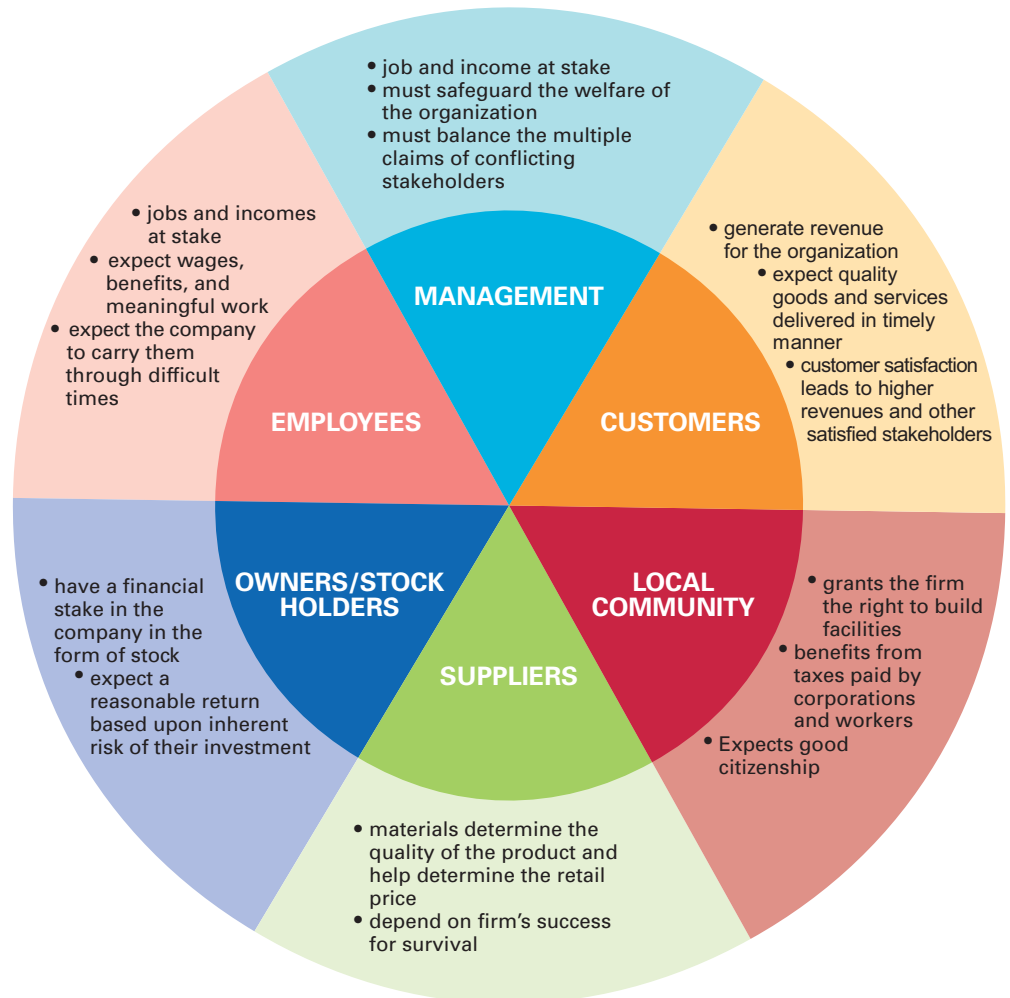 • job and income at stake
• must safeguard the welfare of
the organization
• must balance the multiple
claims of conflicting
stakeholders
MANAGEMENT
• generate revenue
for the organization
• expect quality
goods and services
delivered in timely
manner
• customer satisfaction
leads to higher
revenues and other
satisfied stakeholders
CUSTOMERS
• grants the firm
the right to build
facilities
• benefits from
taxes paid by
corporations
and workers
• Expects good
citizenship
LOCAL
COMMUNITY
SUPPLIERS
• materials determine the
quality of the product and
help determine the retail
price
• depend on firm’s success
for survival
OWNERS/STOCK
HOLDERS
• have a financial
stake in the
company in the
form of stock
• expect a
reasonable return
based upon inherent
risk of their investment
EMPLOYEES
• jobs and incomes
at stake
• expect wages,
benefits, and
meaningful work
• expect the company
to carry them
through difficult
times